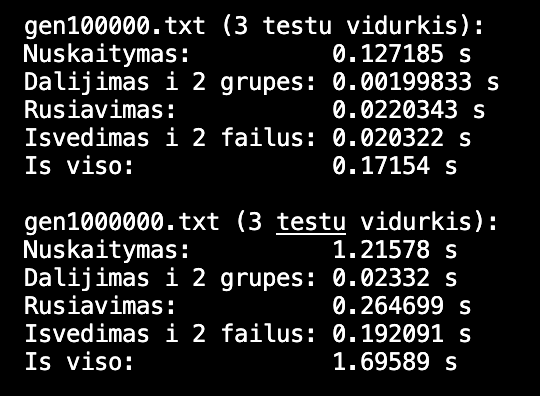 gen100000.txt (3 testu vidurkis):
Nuskaitymas: 0.127185 s
Dalijimas i 2 grupes: 0.00199833 s
Rusiavimas: 0.0220343 s
Isvedimas i 2 failus: 0.020322 s
Is viso: 0.17154 s
gen1000000.txt (3 testu vidurkis):
Nuskaitymas: 1.21578 s
Dalijimas i 2 grupes: 0.02332 s
Rusiavimas: 0.264699 s
Isvedimas i 2 failus: 0.192091 s
Is viso: 1.69589 s